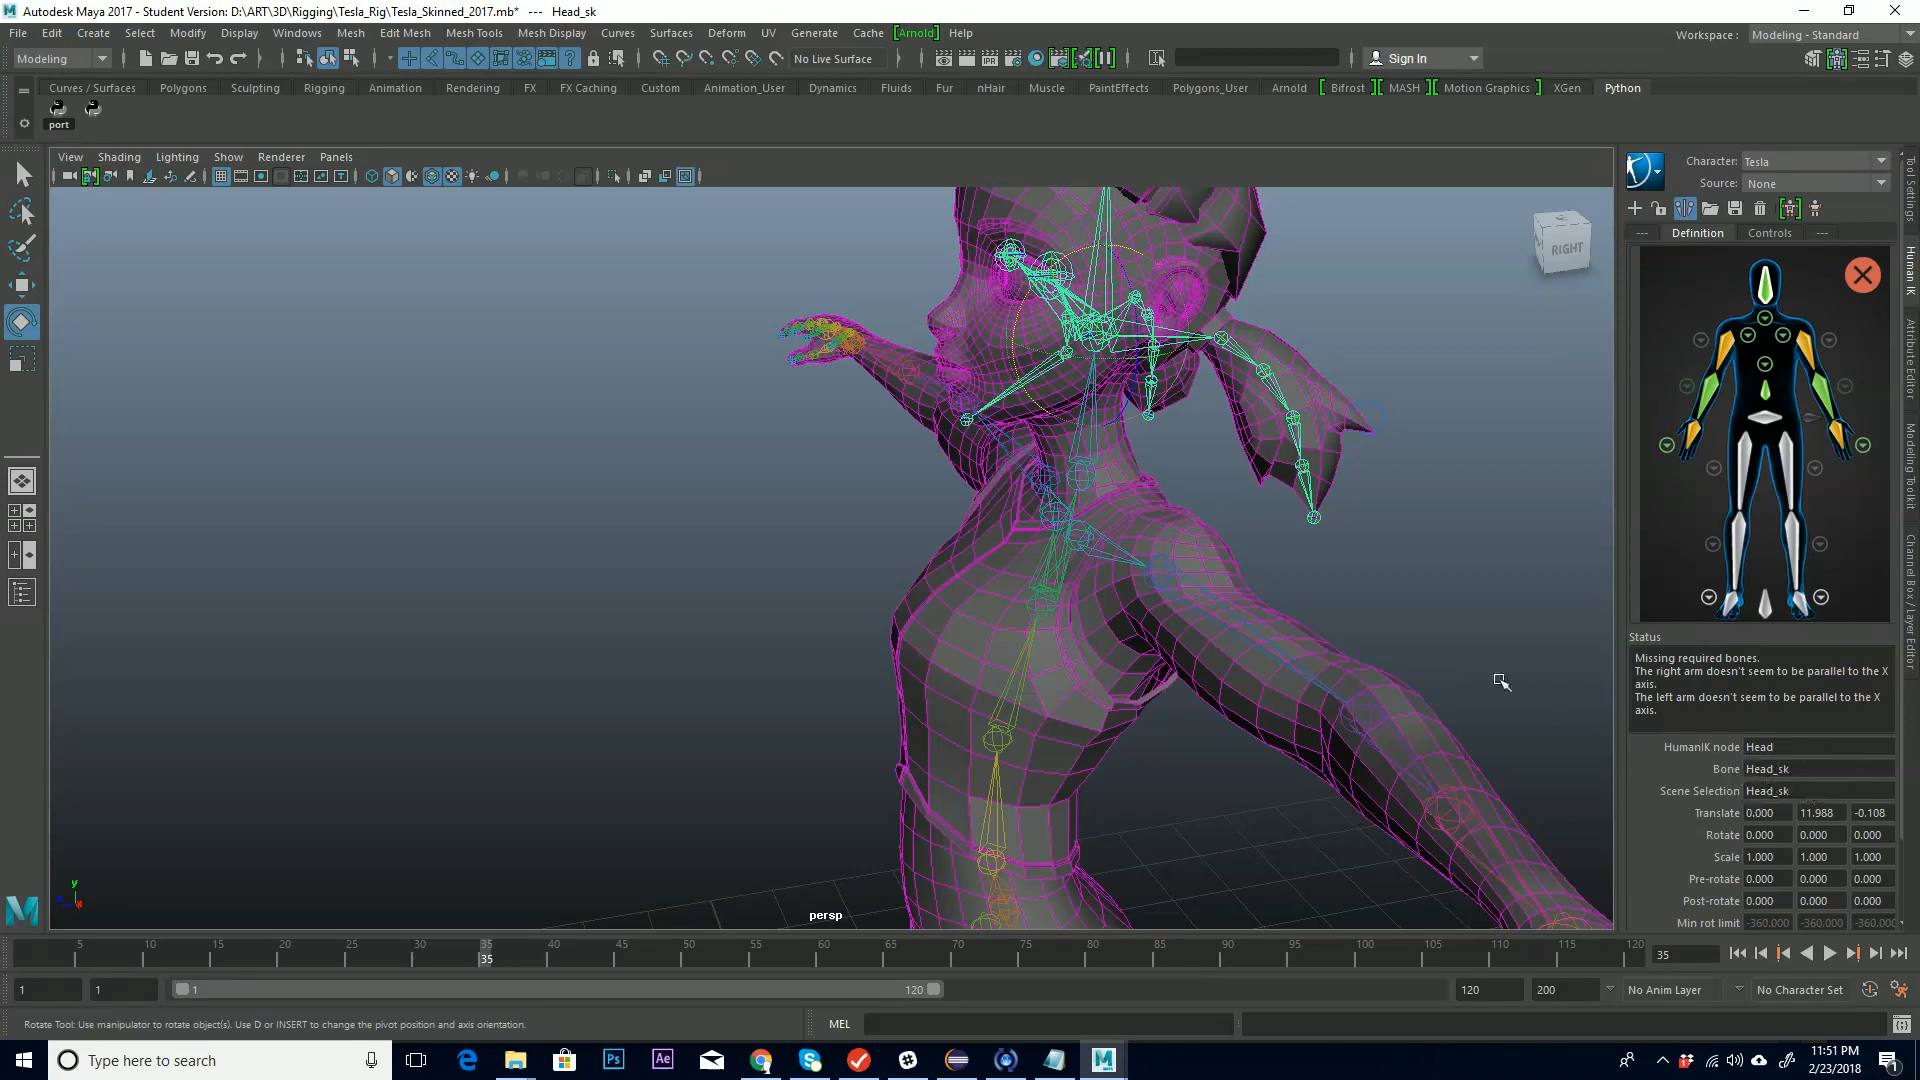 Autodesk Maya 2017 - Student Version: D:\ART\3D\Rigging\Tesla_Rig\Tesla_Skinned_2017.mb* --- Head_sk
File Edit Create Select Modify Display Windows Mesh Edit Mesh Mesh Tools Mesh Display Curves Surfaces Deform UV Generate Cache [Arnold] Help
Workspace : Modeling - Standard
Modeling No Live Surface Sign In
Curves / Surfaces Polygons Sculpting Rigging Animation Rendering FX FX Caching Custom Animation_User Dynamics Fluids Fur nHair Muscle PaintEffects Polygons_User Arnold Bifrost MASH Motion Graphics XGen Python
port
View Shading Lighting Show Renderer Panels
Character: Tesla
Source: None
--- Definition Controls ---
RIGHT
Tool Settings
Human IK
Attribute Editor
Modeling Toolkit
Channel Box / Layer Editor
Status
Missing required bones.
The right arm doesn't seem to be parallel to the X
axis.
The left arm doesn't seem to be parallel to the X
axis.
HumanIK node Head
Bone Head_sk
Scene Selection Head_sk
Translate 0.000 11.988 -0.108
Rotate 0.000 0.000 0.000
Scale 1.000 1.000 1.000
Pre-rotate 0.000 0.000 0.000
Post-rotate 0.000 0.000 0.000
Min rot limit -360.000 -360.000 -360.000
y
persp
5 10 15 20 25 30 35 40 45 50 55 60 65 70 75 80 85 90 95 100 105 110 115 120
35 35
1 1 1 120 120 200 No Anim Layer No Character Set
Rotate Tool: Use manipulator to rotate object(s). Use D or INSERT to change the pivot position and axis orientation.
MEL
Type here to search
11:51 PM
2/23/2018